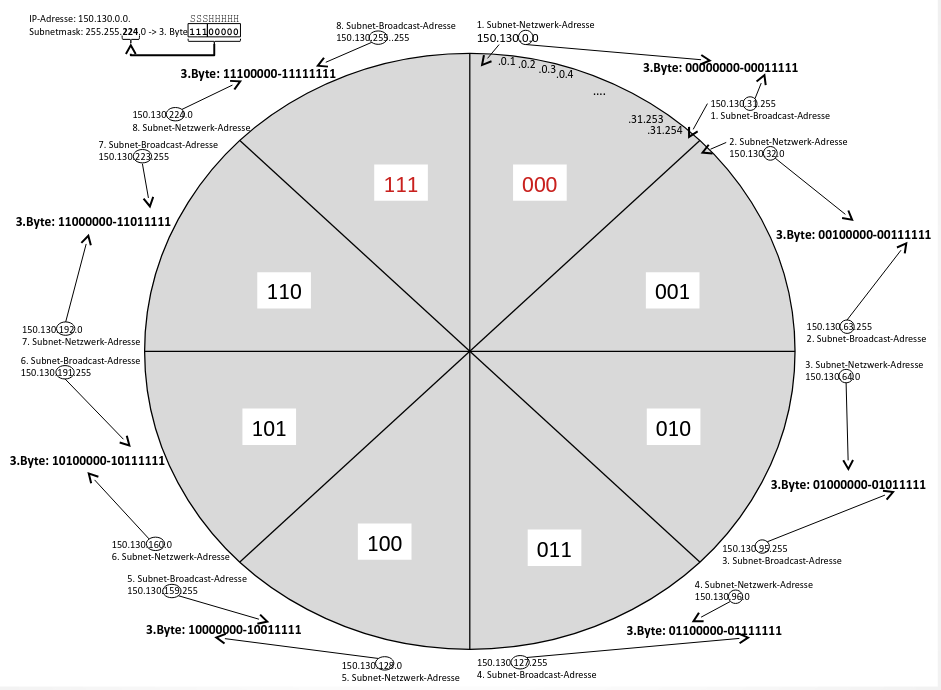 IP-Adresse: 150.130.0.0.
SSSHHHHH
Subnetmask: 255.255.224.0 -> 3. Byte 11100000
8. Subnet-Broadcast-Adresse
150.130.255..255
1. Subnet-Netzwerk-Adresse
150.130.0.0
3.Byte: 11100000-11111111
.0.1
.0.2
.0.3
.0.4
....
3.Byte: 00000000-00011111
150.130.224.0
8. Subnet-Netzwerk-Adresse
.31.253
.31.254
150.130.31.255
1. Subnet-Broadcast-Adresse
7. Subnet-Broadcast-Adresse
150.130.223.255
2. Subnet-Netzwerk-Adresse
150.130.32.0
111
000
3.Byte: 11000000-11011111
3.Byte: 00100000-00111111
110
001
150.130.192.0
7. Subnet-Netzwerk-Adresse
150.130.63.255
2. Subnet-Broadcast-Adresse
6. Subnet-Broadcast-Adresse
150.130.191.255
3. Subnet-Netzwerk-Adresse
150.130.64.0
101
010
3.Byte: 10100000-10111111
3.Byte: 01000000-01011111
100
011
150.130.160.0
6. Subnet-Netzwerk-Adresse
150.130.95.255
3. Subnet-Broadcast-Adresse
5. Subnet-Broadcast-Adresse
150.130.159.255
4. Subnet-Netzwerk-Adresse
150.130.96.0
3.Byte: 10000000-10011111
3.Byte: 01100000-01111111
150.130.128.0
5. Subnet-Netzwerk-Adresse
150.130.127.255
4. Subnet-Broadcast-Adresse